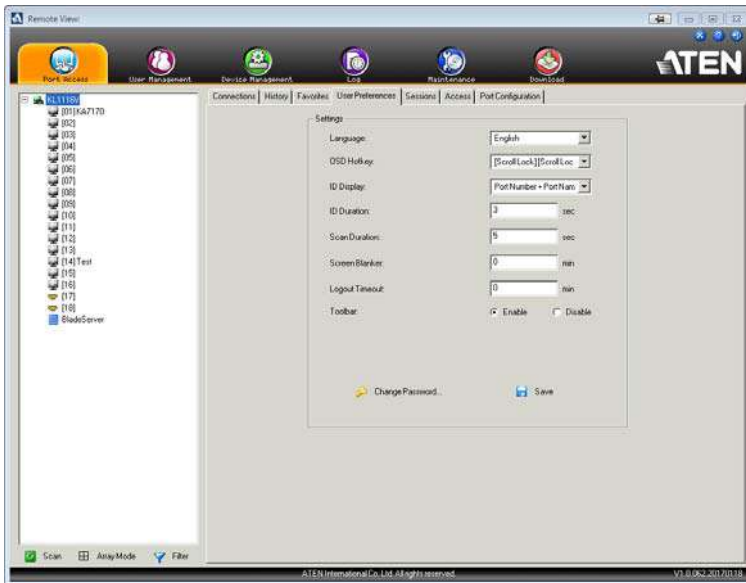 Remote View
Port Access
User Management
Device Management
Log
Maintenance
Download
ATEN
KL1116V
[01]KA7170
[02]
[03]
[04]
[05]
[06]
[07]
[08]
[09]
[10]
[11]
[12]
[13]
[14]Test
[15]
[16]
[17]
[18]
BladeServer
Connections
History
Favorites
User Preferences
Sessions
Access
Port Configuration
Settings
Language: English
OSD Hotkey: [Scroll Lock][Scroll Loc
ID Display: Port Number + Port Nam
ID Duration: 3 sec
Scan Duration: 5 sec
Screen Blanker: 0 min
Logout Timeout: 0 min
Toolbar: Enable Disable
Change Password...
Save
Scan
Array Mode
Filter
ATEN International Co., Ltd. All rights reserved.
V1.0.062.20170118